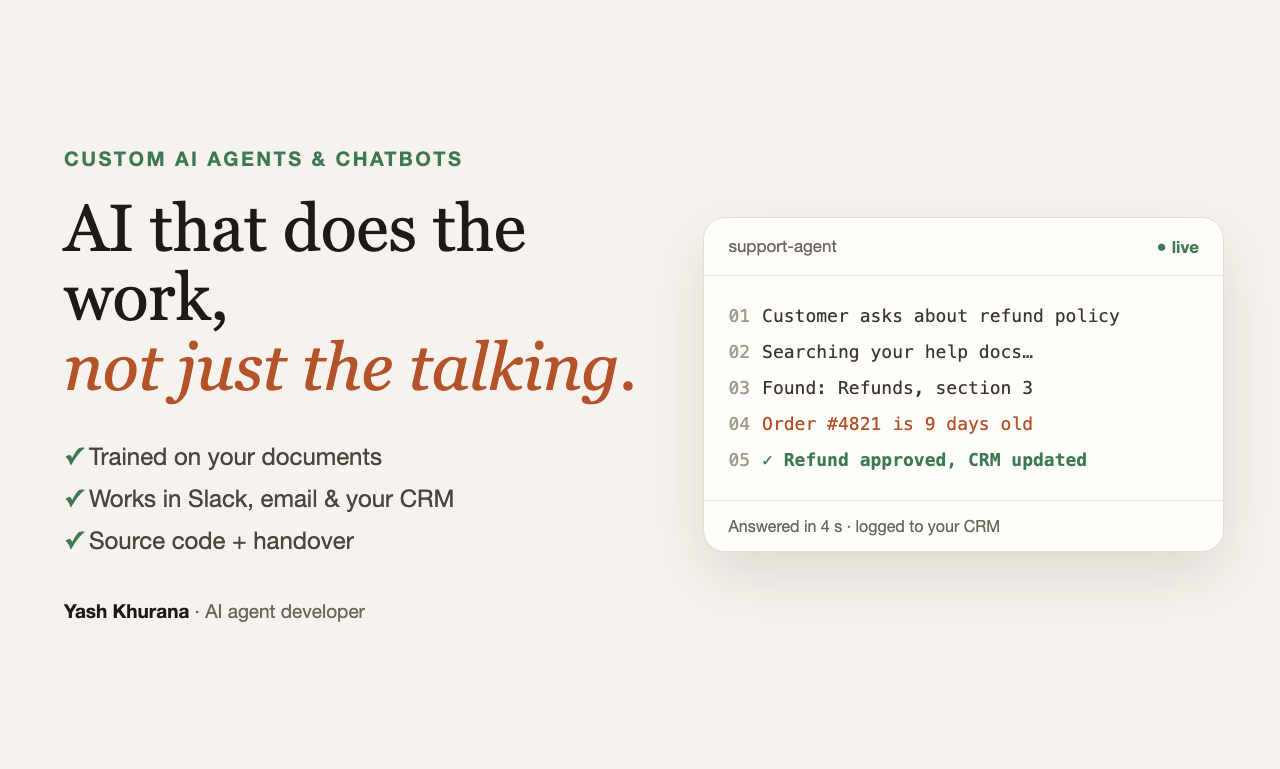 CUSTOM AI AGENTS & CHATBOTS
AI that does the
work,
not just the talking.
✔Trained on your documents
✔Works in Slack, email & your CRM
✔Source code + handover
Yash Khurana · AI agent developer
support-agent
● live
01 Customer asks about refund policy
02 Searching your help docs…
03 Found: Refunds, section 3
04 Order #4821 is 9 days old
05 ✓ Refund approved, CRM updated
Answered in 4 s · logged to your CRM